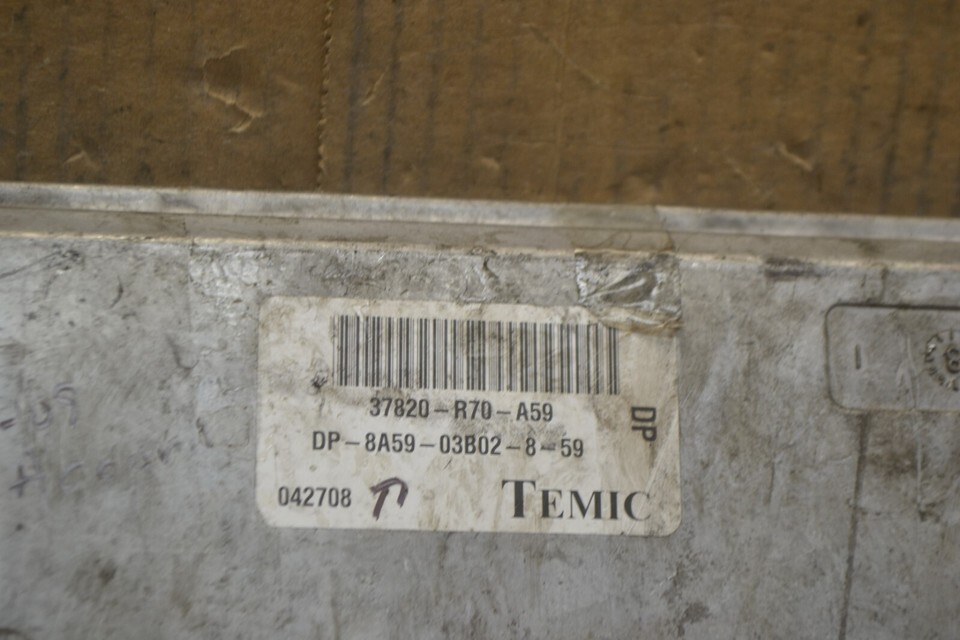 37820-R70-A59
DP
DP-8A59-03B02-8-59
042708
TEMIC